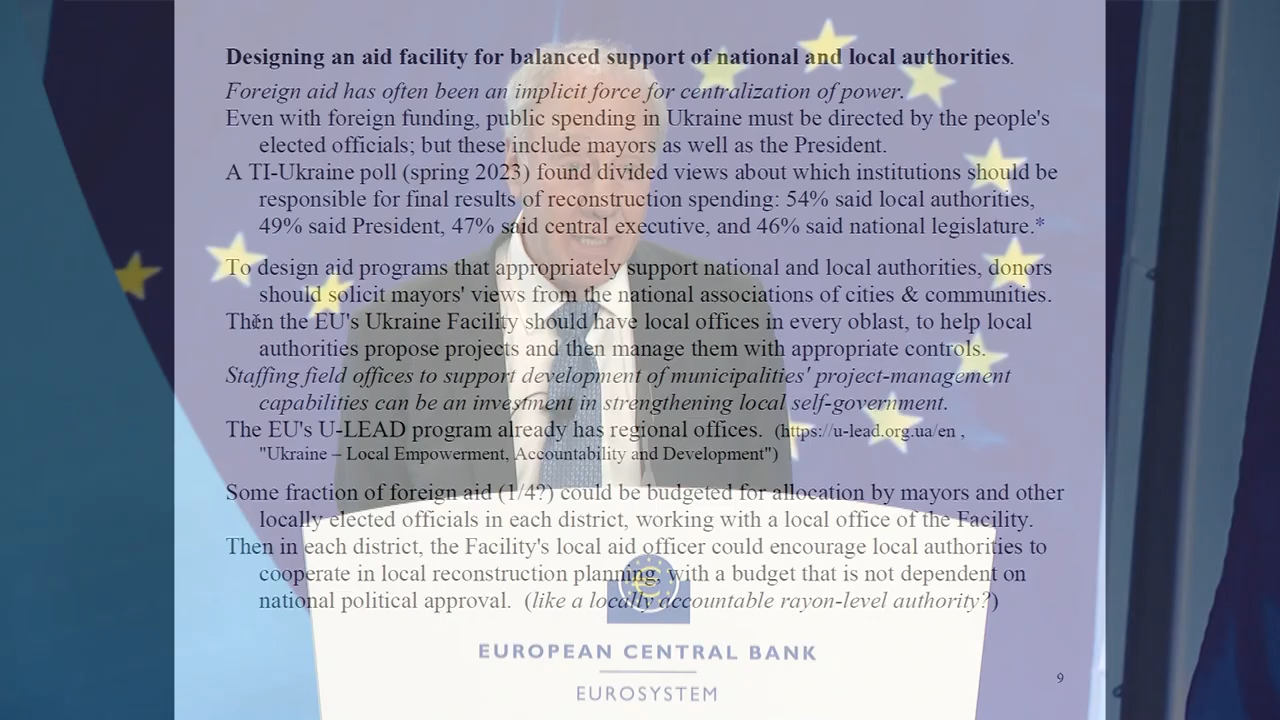 Designing an aid facility for balanced support of national and local authorities.
Foreign aid has often been an implicit force for centralization of power.
Even with foreign funding, public spending in Ukraine must be directed by the people's
elected officials; but these include mayors as well as the President.
A TI-Ukraine poll (spring 2023) found divided views about which institutions should be
responsible for final results of reconstruction spending: 54% said local authorities,
49% said President, 47% said central executive, and 46% said national legislature.*
To design aid programs that appropriately support national and local authorities, donors
should solicit mayors' views from the national associations of cities & communities.
Then the EU's Ukraine Facility should have local offices in every oblast, to help local
authorities propose projects and then manage them with appropriate controls.
Staffing field offices to support development of municipalities' project-management
capabilities can be an investment in strengthening local self-government.
The EU's U-LEAD program already has regional offices. (https://u-lead.org.ua/en ,
"Ukraine – Local Empowerment, Accountability and Development")
Some fraction of foreign aid (1/4?) could be budgeted for allocation by mayors and other
locally elected officials in each district, working with a local office of the Facility.
Then in each district, the Facility's local aid officer could encourage local authorities to
cooperate in local reconstruction planning, with a budget that is not dependent on
national political approval. (like a locally accountable rayon-level authority?)
EUROPEAN CENTRAL BANK
EUROSYSTEM
9